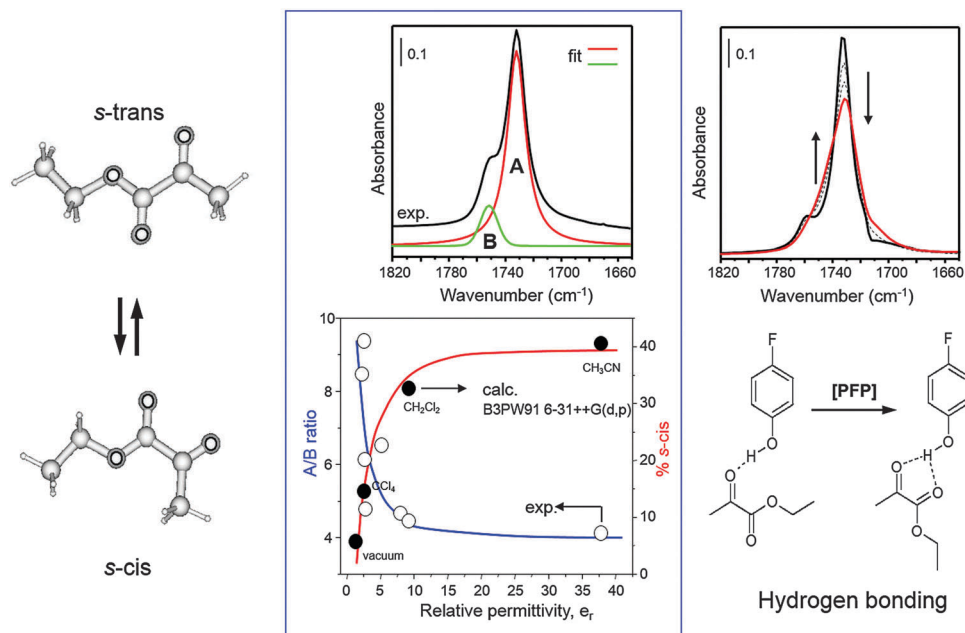 s-trans
s-cis
0.1
fit
A
B
exp.
Absorbance
1820 1780 1740 1700 1660
Wavenumber (cm-1)
0.1
Absorbance
1820 1780 1740 1700 1660
Wavenumber (cm-1)
10
8
6
4
A/B ratio
40
30
20
10
0
% s-cis
CH3CN
CH2Cl2
calc.
B3PW91 6-31++G(d,p)
CCl4
exp.
vacuum
0 5 10 15 20 25 30 35 40
Relative permittivity, er
F
[PFP]
F
O
H
O
O
O
O
H
O
O
O
Hydrogen bonding